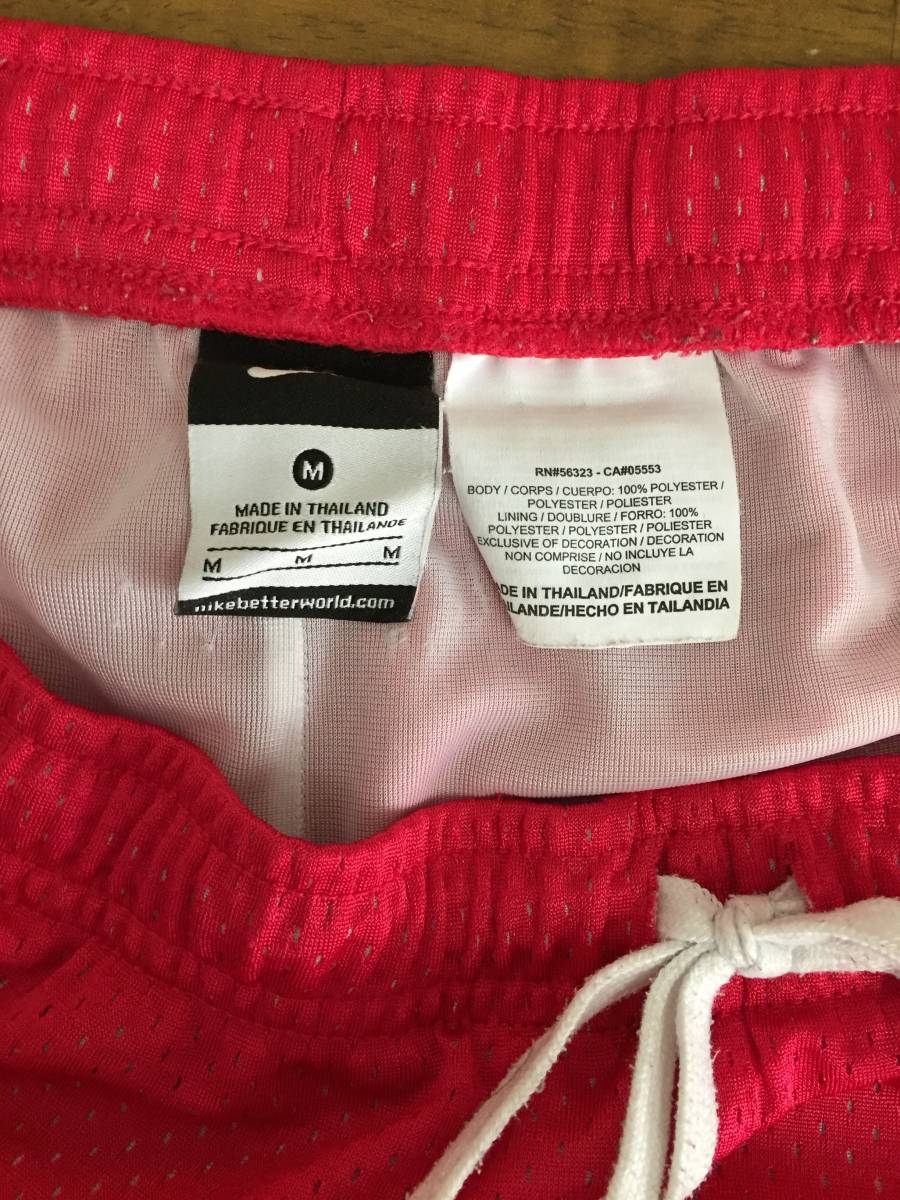 M
MADE IN THAILAND
FABRIQUE EN THAILANDE
M M M
nikebetterworld.com
RN#56323 - CA#05553
BODY / CORPS / CUERPO: 100% POLYESTER /
POLYESTER / POLIESTER
LINING / DOUBLURE / FORRO: 100%
POLYESTER / POLYESTER / POLIESTER
EXCLUSIVE OF DECORATION / DECORATION
NON COMPRISE / NO INCLUYE LA
DECORACION
DE IN THAILAND/FABRIQUE EN
ILANDE/HECHO EN TAILANDIA